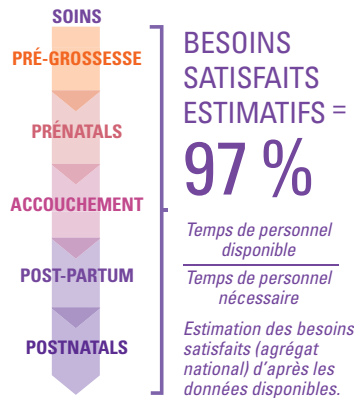 SOINS
PRÉ-GROSSESSE
PRÉNATALS
ACCOUCHEMENT
POST-PARTUM
POSTNATALS
BESOINS
SATISFAITS
ESTIMATIFS =
97 %
Temps de personnel
disponible
Temps de personnel
nécessaire
Estimation des besoins
satisfaits (agrégat
national) d’après les
données disponibles.